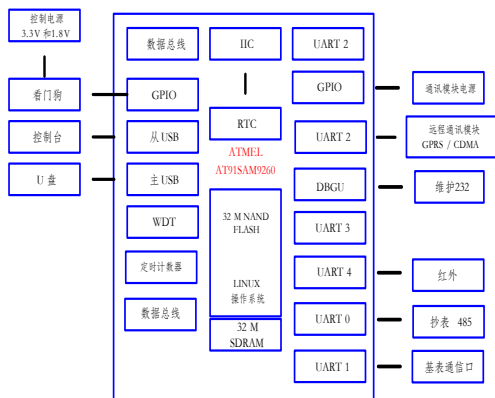 控制电源
3.3V 和1.8V
看门狗
控制台
U 盘
数据总线
GPIO
从USB
主USB
WDT
定时计数器
数据总线
IIC
RTC
ATMEL
AT91SAM9260
32 M NAND
FLASH
LINUX
操作系统
32 M
SDRAM
UART 2
GPIO
UART 2
DBGU
UART 3
UART 4
UART 0
UART 1
通讯模块电源
远程通讯模块
GPRS / CDMA
维护232
红外
抄表 485
基表通信口